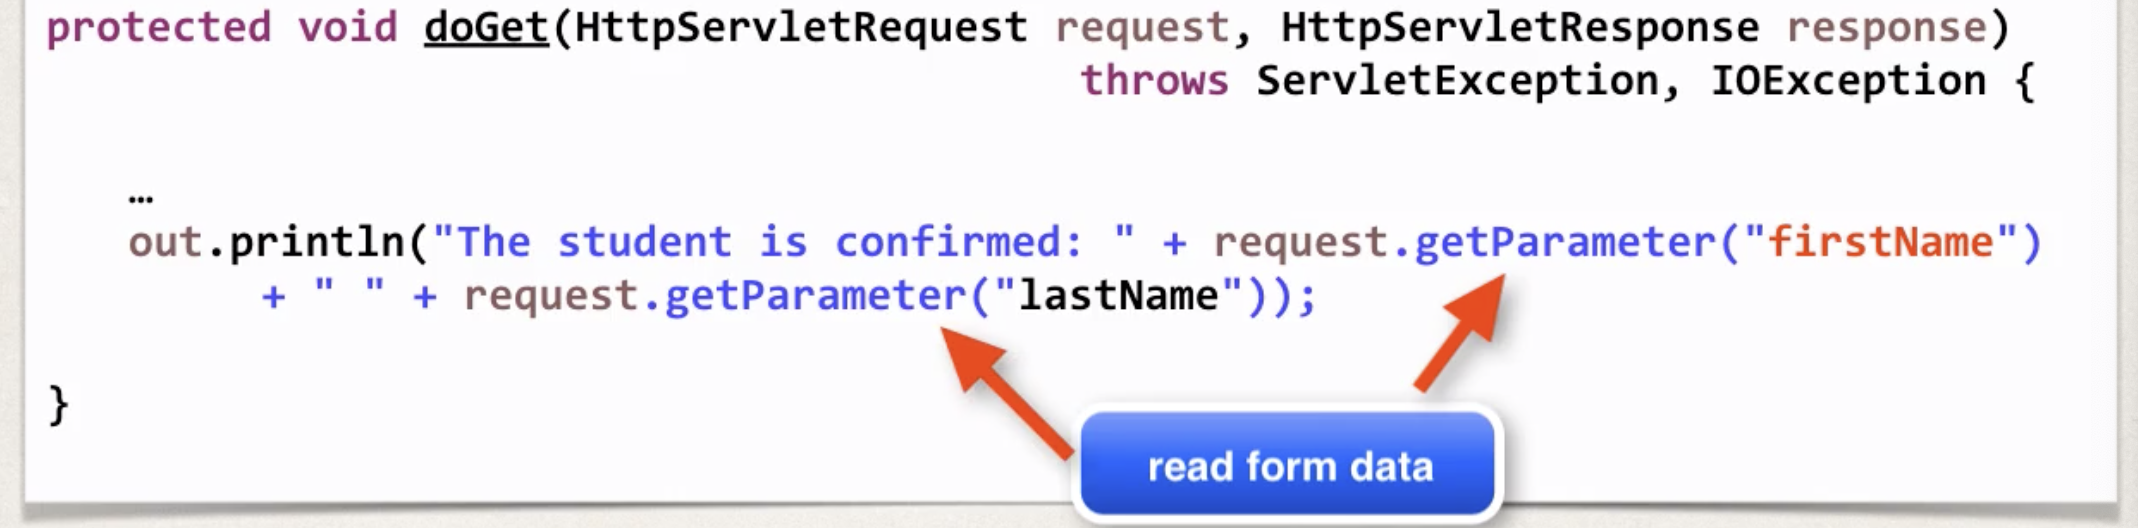 protected void doGet(HttpServletRequest request, HttpServletResponse response)
throws ServletException, IOException {
…
out.println("The student is confirmed: " + request.getParameter("firstName")
+ " " + request.getParameter("lastName"));
}
read form data